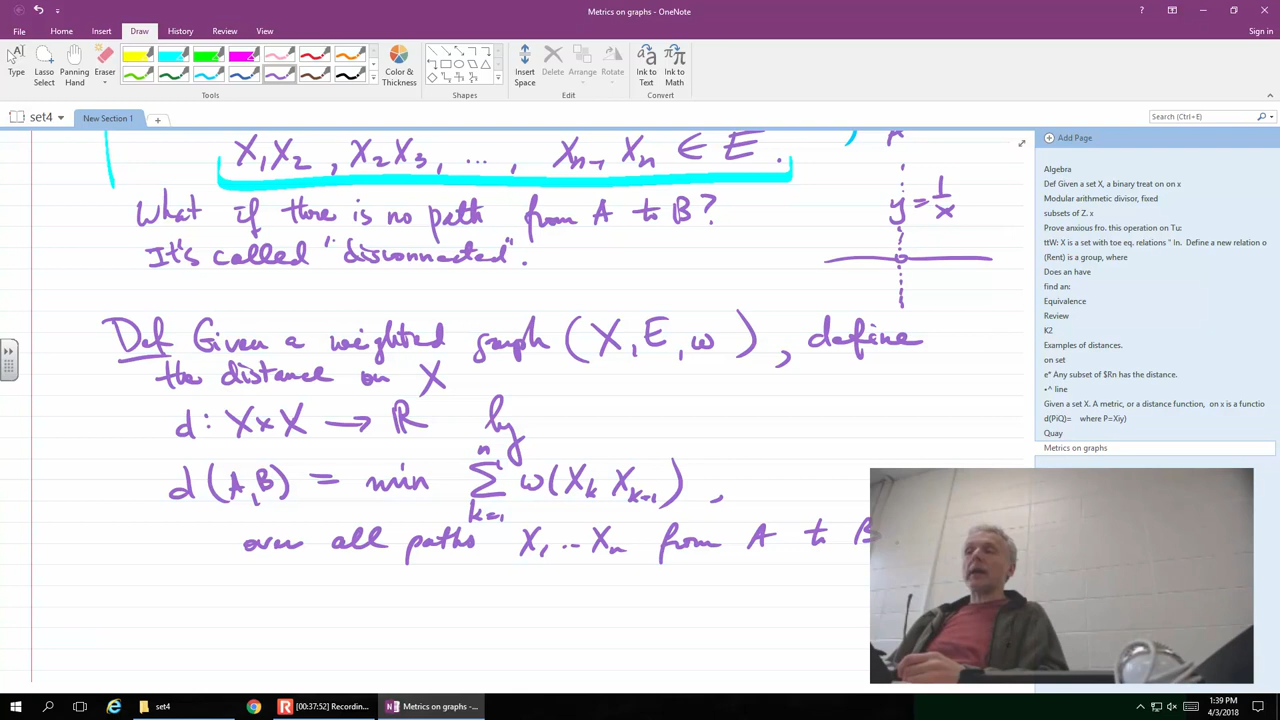 Metrics on graphs - OneNote
? Sign in
File Home Insert Draw History Review View
Type Lasso Select Panning Hand Eraser Color & Thickness Insert Space Delete Arrange Rotate Ink to Text Ink to Math
Tools Shapes Edit Convert
set4 New Section 1 Search (Ctrl+E)
Add Page
X₁X₂, X₂X₃, ..., Xn-1 Xn ∈ E.
What if there is no path from A to B?
It's called "disconnected".
y = 1/x
Def Given a weighted graph (X, E, w), define
the distance on X
d: X×X → R by
d(A,B) = min n Σ k=1 w(Xk Xk-1),
over all paths X₁ ... Xn from A to B
Algebra
Def Given a set X, a binary treat on on x
Modular arithmetic divisor, fixed
subsets of Z. x
Prove anxious fro. this operation on Tu:
ttW: X is a set with toe eq. relations " ln. Define a new relation o
(Rent) is a group, where
Does an have
find an:
Equivalence
Review
K2
Examples of distances.
on set
e* Any subset of $Rn has the distance.
•^ line
Given a set X. A metric, or a distance function, on x is a functio
d(PiQ)= where P=Xiy)
Quay
Metrics on graphs
set4 [00:37:52] Recordin... Metrics on graphs -... 1:39 PM
4/3/2018